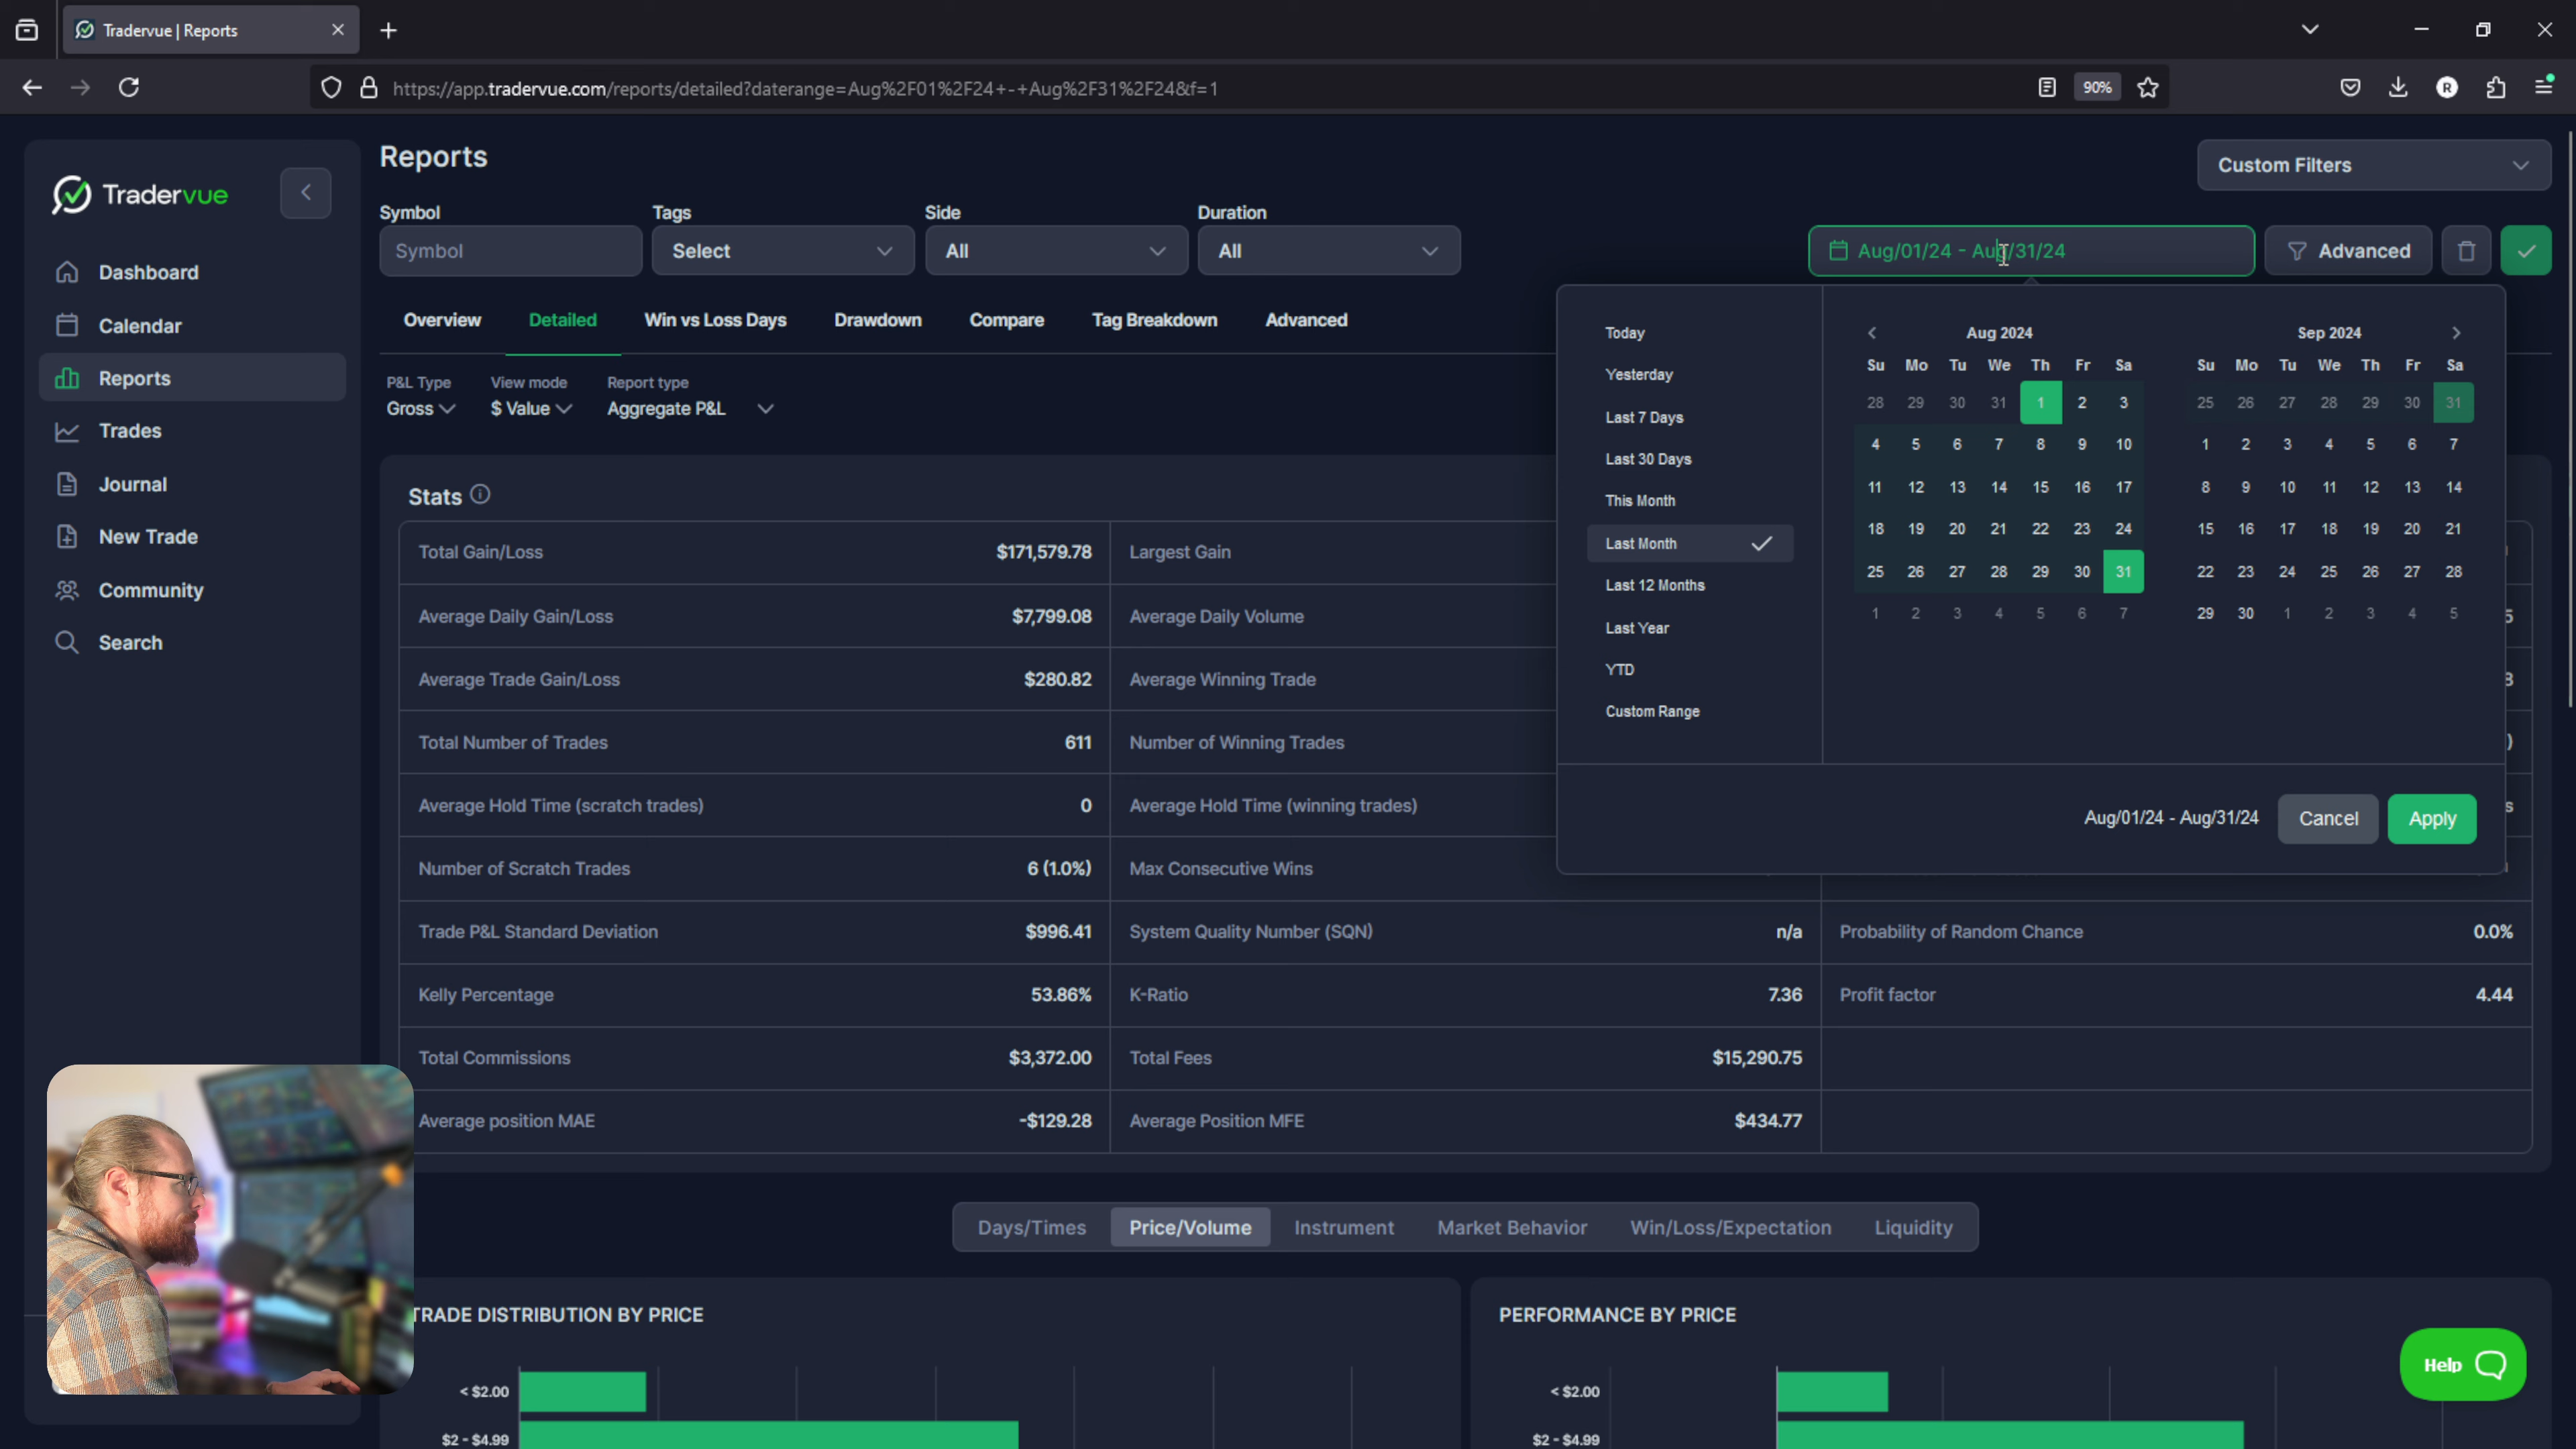 Tradervue | Reports
https://app.tradervue.com/reports/detailed?daterange=Aug%2F01%2F24+-+Aug%2F31%2F24&f=1
90%
R
Tradervue
Dashboard
Calendar
Reports
Trades
Journal
New Trade
Community
Search
Reports
Custom Filters
Symbol
Tags
Side
Duration
Symbol
Select
All
All
Aug/01/24 - Aug/31/24
Advanced
Overview
Detailed
Win vs Loss Days
Drawdown
Compare
Tag Breakdown
Advanced
P&L Type
View mode
Report type
Gross
$ Value
Aggregate P&L
Today
Yesterday
Last 7 Days
Last 30 Days
This Month
Last Month
Last 12 Months
Last Year
YTD
Custom Range
Aug 2024
Su Mo Tu We Th Fr Sa
28 29 30 31 1 2 3
4 5 6 7 8 9 10
11 12 13 14 15 16 17
18 19 20 21 22 23 24
25 26 27 28 29 30 31
1 2 3 4 5 6 7
Sep 2024
Su Mo Tu We Th Fr Sa
25 26 27 28 29 30 31
1 2 3 4 5 6 7
8 9 10 11 12 13 14
15 16 17 18 19 20 21
22 23 24 25 26 27 28
29 30 1 2 3 4 5
Aug/01/24 - Aug/31/24
Cancel
Apply
Stats
Total Gain/Loss $171,579.78 Largest Gain
Average Daily Gain/Loss $7,799.08 Average Daily Volume
Average Trade Gain/Loss $280.82 Average Winning Trade
Total Number of Trades 611 Number of Winning Trades
Average Hold Time (scratch trades) 0 Average Hold Time (winning trades)
Number of Scratch Trades 6 (1.0%) Max Consecutive Wins
Trade P&L Standard Deviation $996.41 System Quality Number (SQN) n/a Probability of Random Chance 0.0%
Kelly Percentage 53.86% K-Ratio 7.36 Profit factor 4.44
Total Commissions $3,372.00 Total Fees $15,290.75
Average position MAE -$129.28 Average Position MFE $434.77
Days/Times
Price/Volume
Instrument
Market Behavior
Win/Loss/Expectation
Liquidity
TRADE DISTRIBUTION BY PRICE
< $2.00
$2 - $4.99
PERFORMANCE BY PRICE
< $2.00
$2 - $4.99
Help